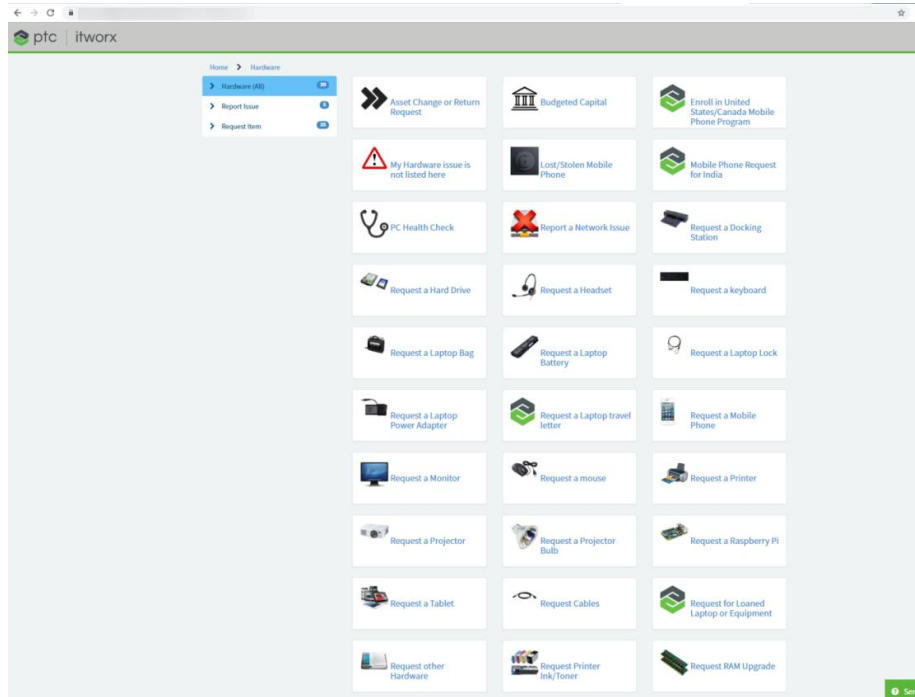 ptc | itworx
Home > Hardware
Hardware (All)
Report Issue
Request Item
Asset Change or Return
Request
Budgeted Capital
Enroll in United
States/Canada Mobile
Phone Program
My Hardware issue is
not listed here
Lost/Stolen Mobile
Phone
Mobile Phone Request
for India
PC Health Check
Report a Network Issue
Request a Docking
Station
Request a Hard Drive
Request a Headset
Request a keyboard
Request a Laptop Bag
Request a Laptop
Battery
Request a Laptop Lock
Request a Laptop
Power Adapter
Request a Laptop travel
letter
Request a Mobile
Phone
Request a Monitor
Request a mouse
Request a Printer
Request a Projector
Request a Projector
Bulb
Request a Raspberry Pi
Request a Tablet
Request Cables
Request for Loaned
Laptop or Equipment
Request other
Hardware
Request Printer
Ink/Toner
Request RAM Upgrade